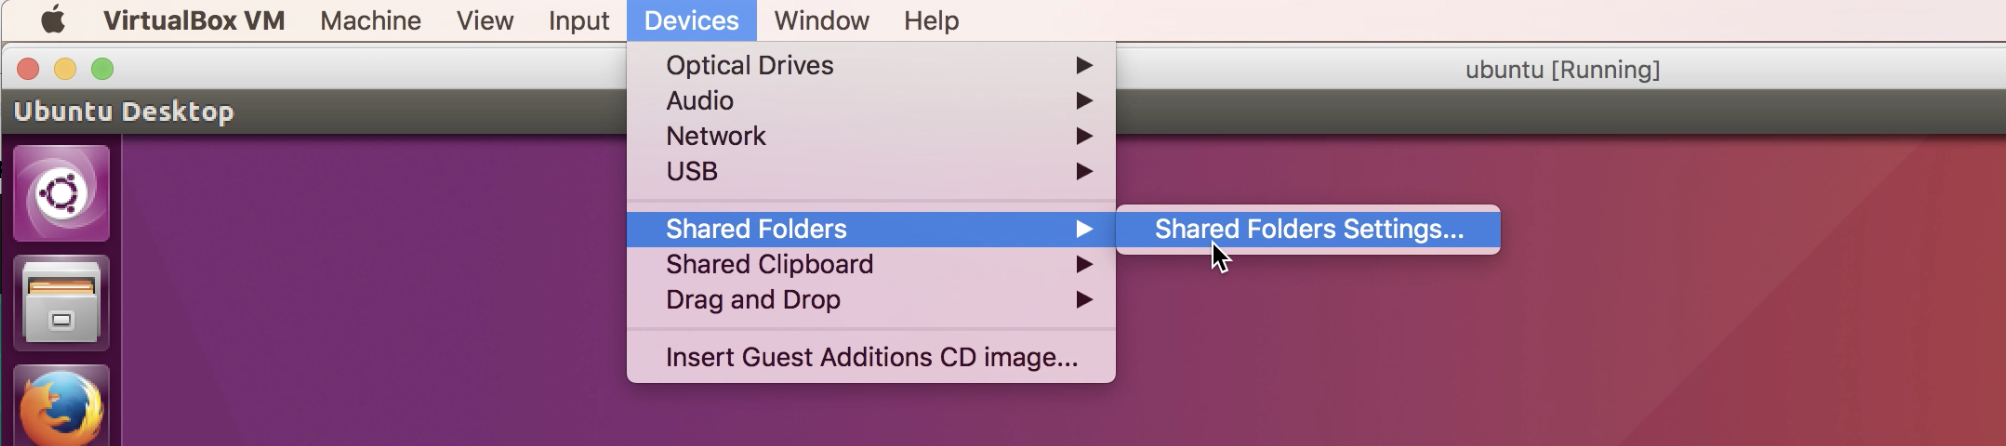 VirtualBox VM Machine View Input Devices Window Help
ubuntu [Running]
Ubuntu Desktop
Optical Drives
Audio
Network
USB
Shared Folders
Shared Folders Settings...
Shared Clipboard
Drag and Drop
Insert Guest Additions CD image...